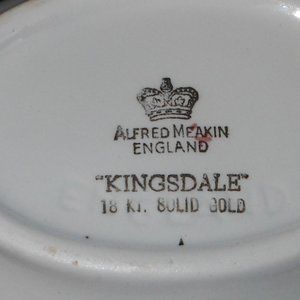 ALFRED MEAKIN
ENGLAND
"KINGSDALE"
18 KT. SOLID GOLD